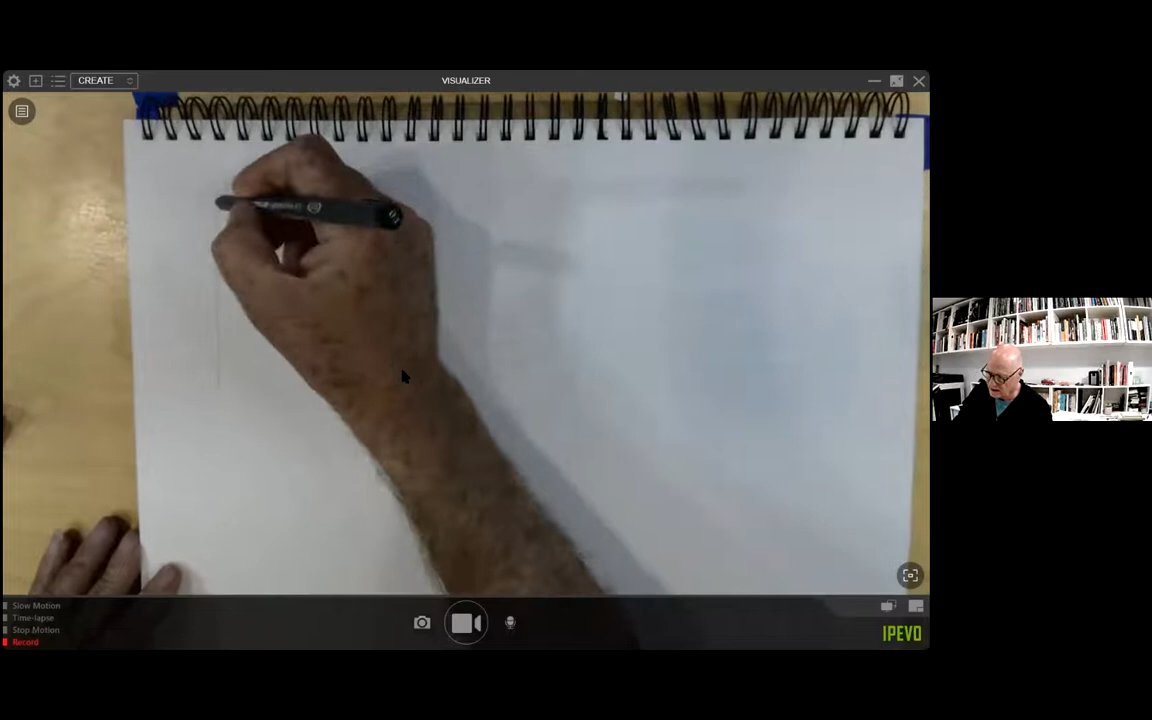 CREATE
VISUALIZER
Slow Motion
Time-lapse
Stop Motion
Record
IPEVO